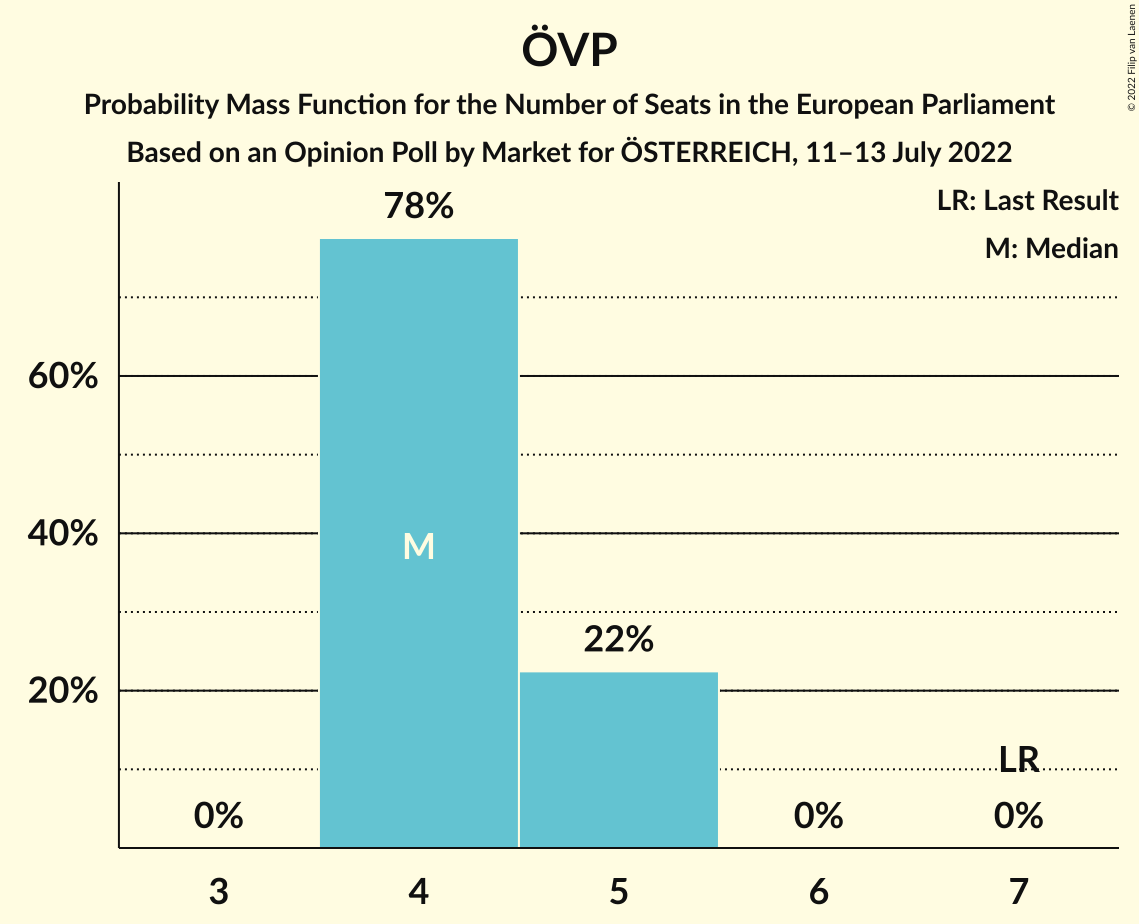 ÖVP
Probability Mass Function for the Number of Seats in the European Parliament
Based on an Opinion Poll by Market for ÖSTERREICH, 11–13 July 2022
© 2022 Filip van Laenen
LR: Last Result
M: Median
78%
60%
40%
M
22%
20%
LR
0%
0%
0%
3
4
5
6
7